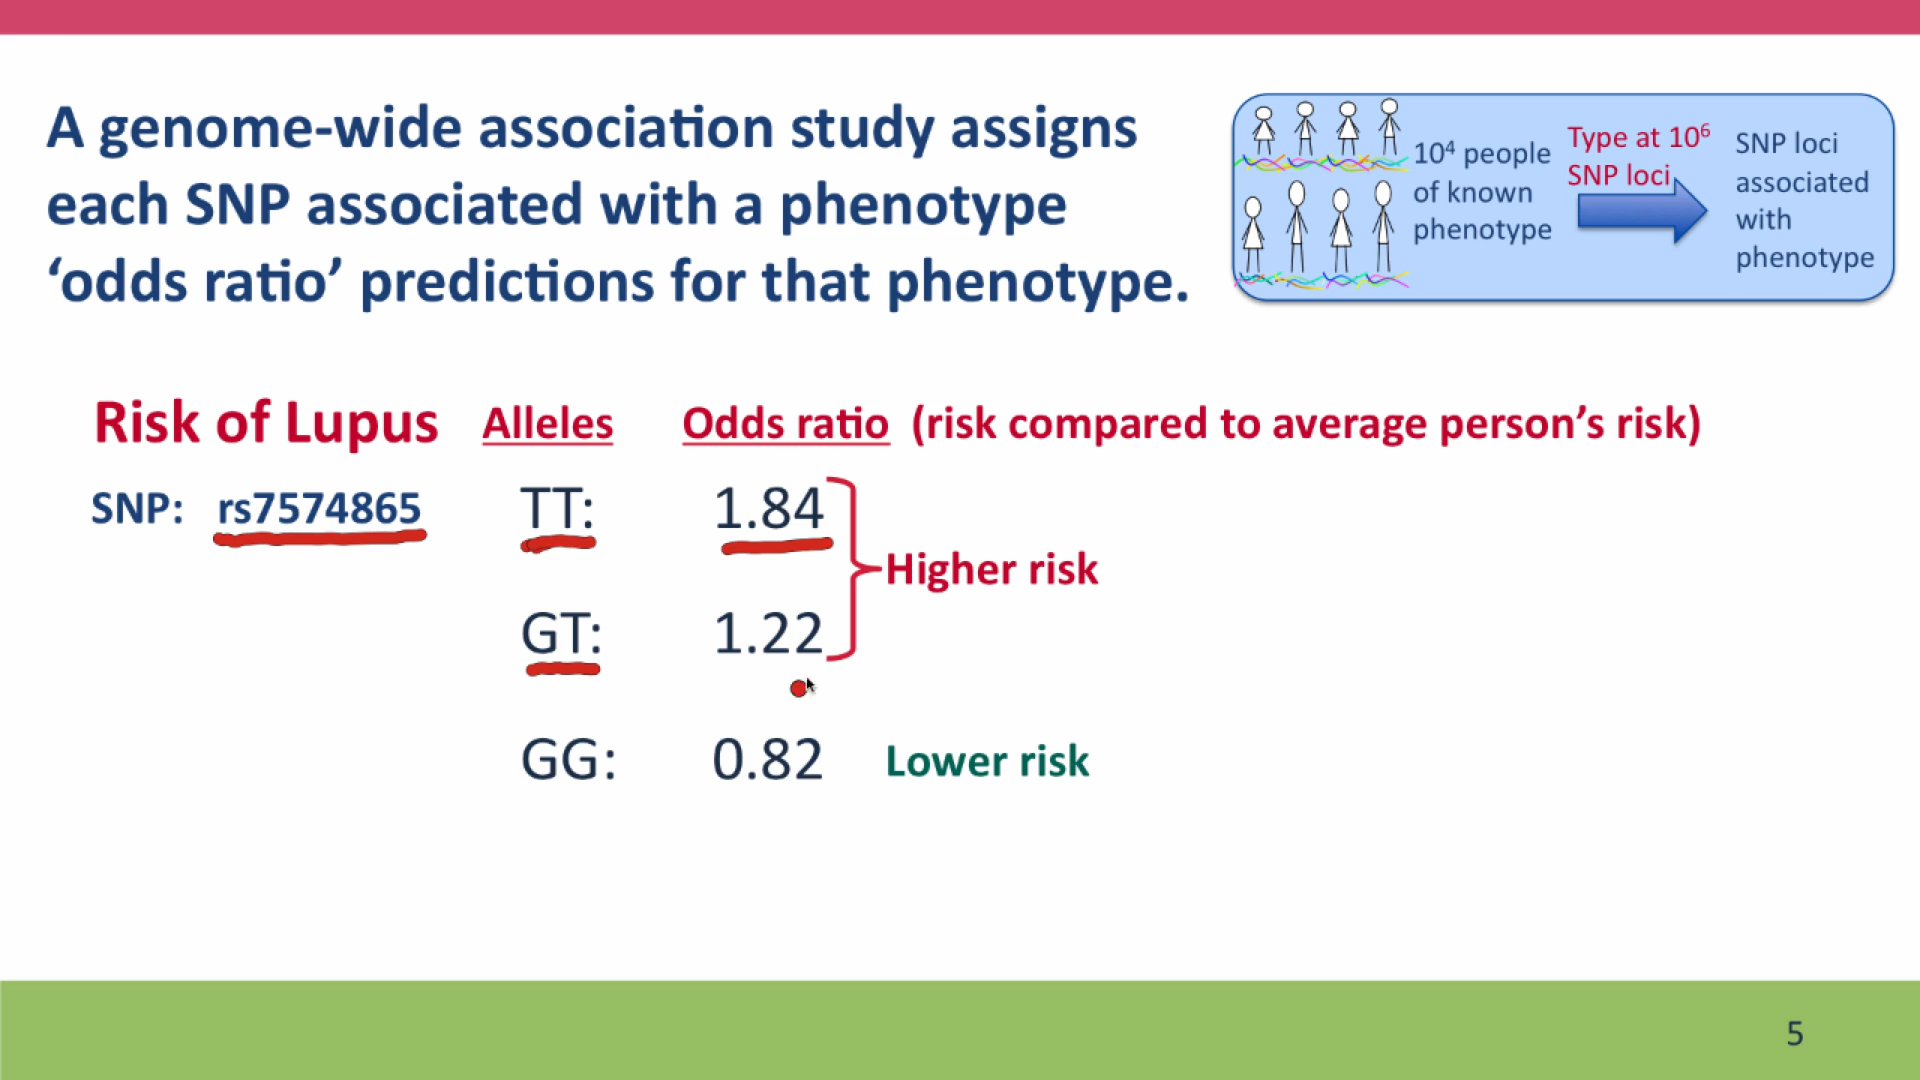 A genome-wide association study assigns
each SNP associated with a phenotype
‘odds ratio’ predictions for that phenotype.
10⁴ people
of known
phenotype
Type at 10⁶
SNP loci
SNP loci
associated
with
phenotype
Risk of Lupus Alleles Odds ratio (risk compared to average person’s risk)
SNP: rs7574865 TT: 1.84
Higher risk
GT: 1.22
GG: 0.82 Lower risk
5